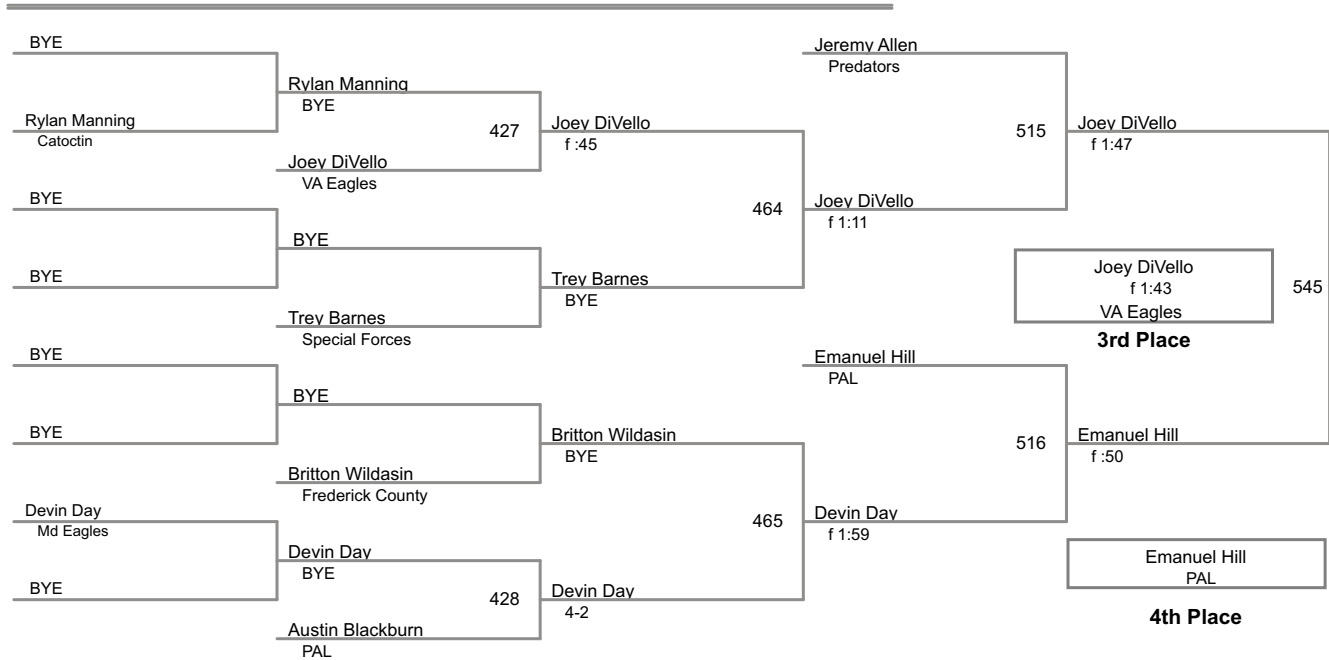 BYE
Jeremy Allen
Predators
Rylan Manning
BYE
Rylan Manning
Catoctin
427
Joey DiVello
f :45
515
Joey DiVello
f 1:47
Joey DiVello
VA Eagles
BYE
464
Joey DiVello
f 1:11
BYE
BYE
Trey Barnes
BYE
Joey DiVello
f 1:43
VA Eagles
545
Trey Barnes
Special Forces
3rd Place
BYE
Emanuel Hill
PAL
BYE
BYE
Britton Wildasin
BYE
516
Emanuel Hill
f :50
Britton Wildasin
Frederick County
Devin Day
Md Eagles
465
Devin Day
f 1:59
Devin Day
BYE
Emanuel Hill
PAL
BYE
428
Devin Day
4-2
4th Place
Austin Blackburn
PAL